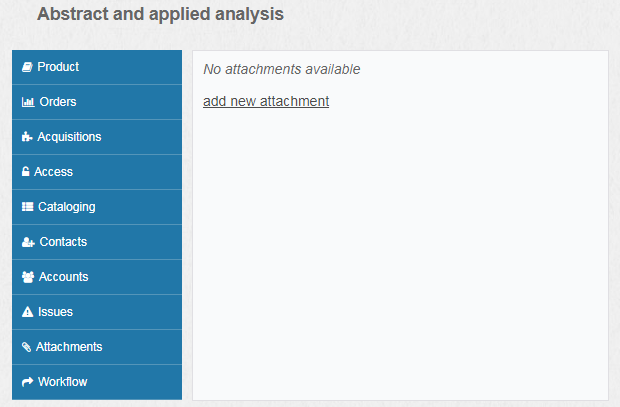 Abstract and applied analysis
Product
Orders
Acquisitions
Access
Cataloging
Contacts
Accounts
Issues
Attachments
Workflow
No attachments available
add new attachment